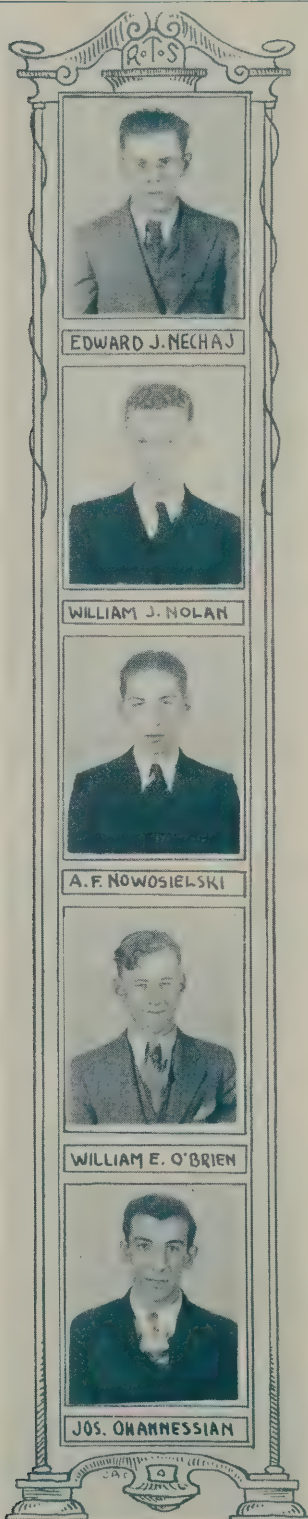 R·I·S
EDWARD J. NECHAJ
WILLIAM J. NOLAN
A. F. NOWOSIELSKI
WILLIAM E. O'BRIEN
JOS. OHANNESSIAN